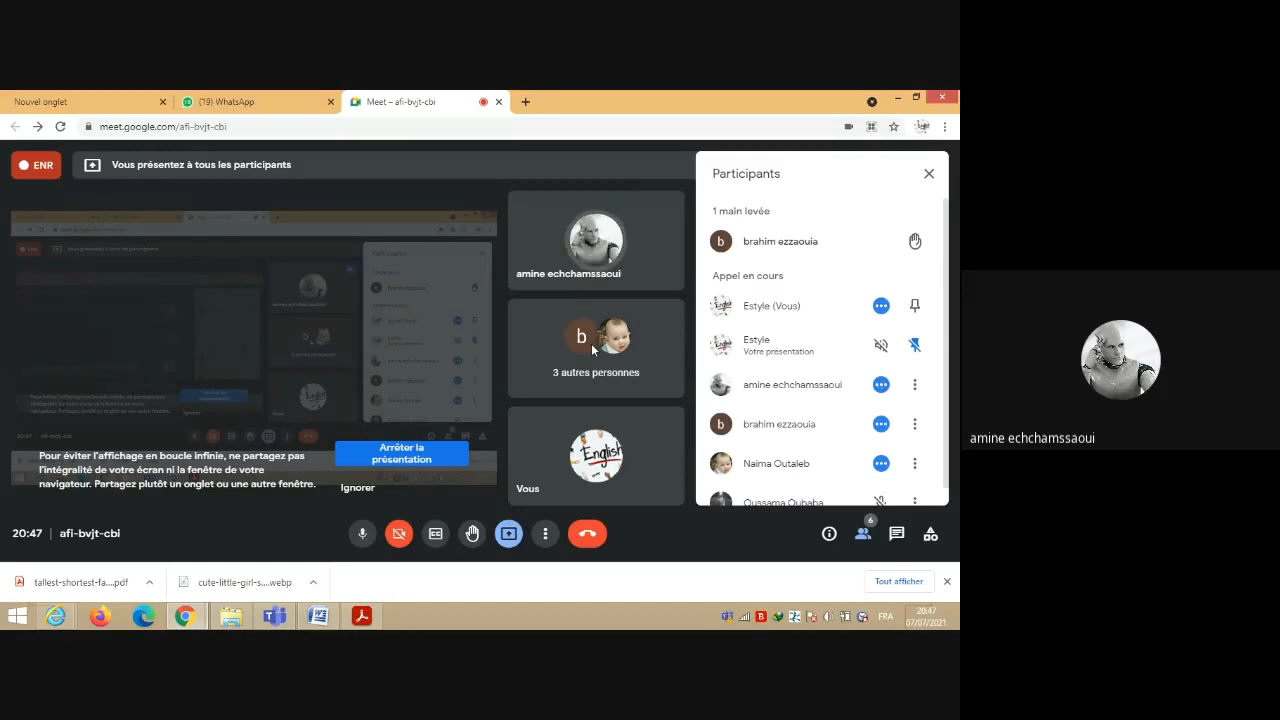 Nouvel onglet
(19) WhatsApp
Meet – afi-bvjt-cbi
meet.google.com/afi-bvjt-cbi
ENR
Vous présentez à tous les participants
Participants
1 main levée
b
brahim ezzaouia
Appel en cours
Estyle (Vous)
Estyle
Votre présentation
amine echchamssaoui
b
brahim ezzaouia
Naima Outaleb
Oussama Oubaba
amine echchamssaoui
b
3 autres personnes
English
Vous
Pour éviter l'affichage en boucle infinie, ne partagez pas
l'intégralité de votre écran ni la fenêtre de votre
navigateur. Partagez plutôt un onglet ou une autre fenêtre.
Arrêter la
présentation
Ignorer
20:47 | afi-bvjt-cbi
6
tallest-shortest-fa....pdf
cute-little-girl-s....webp
Tout afficher
FRA
20:47
07/07/2021
amine echchamssaoui